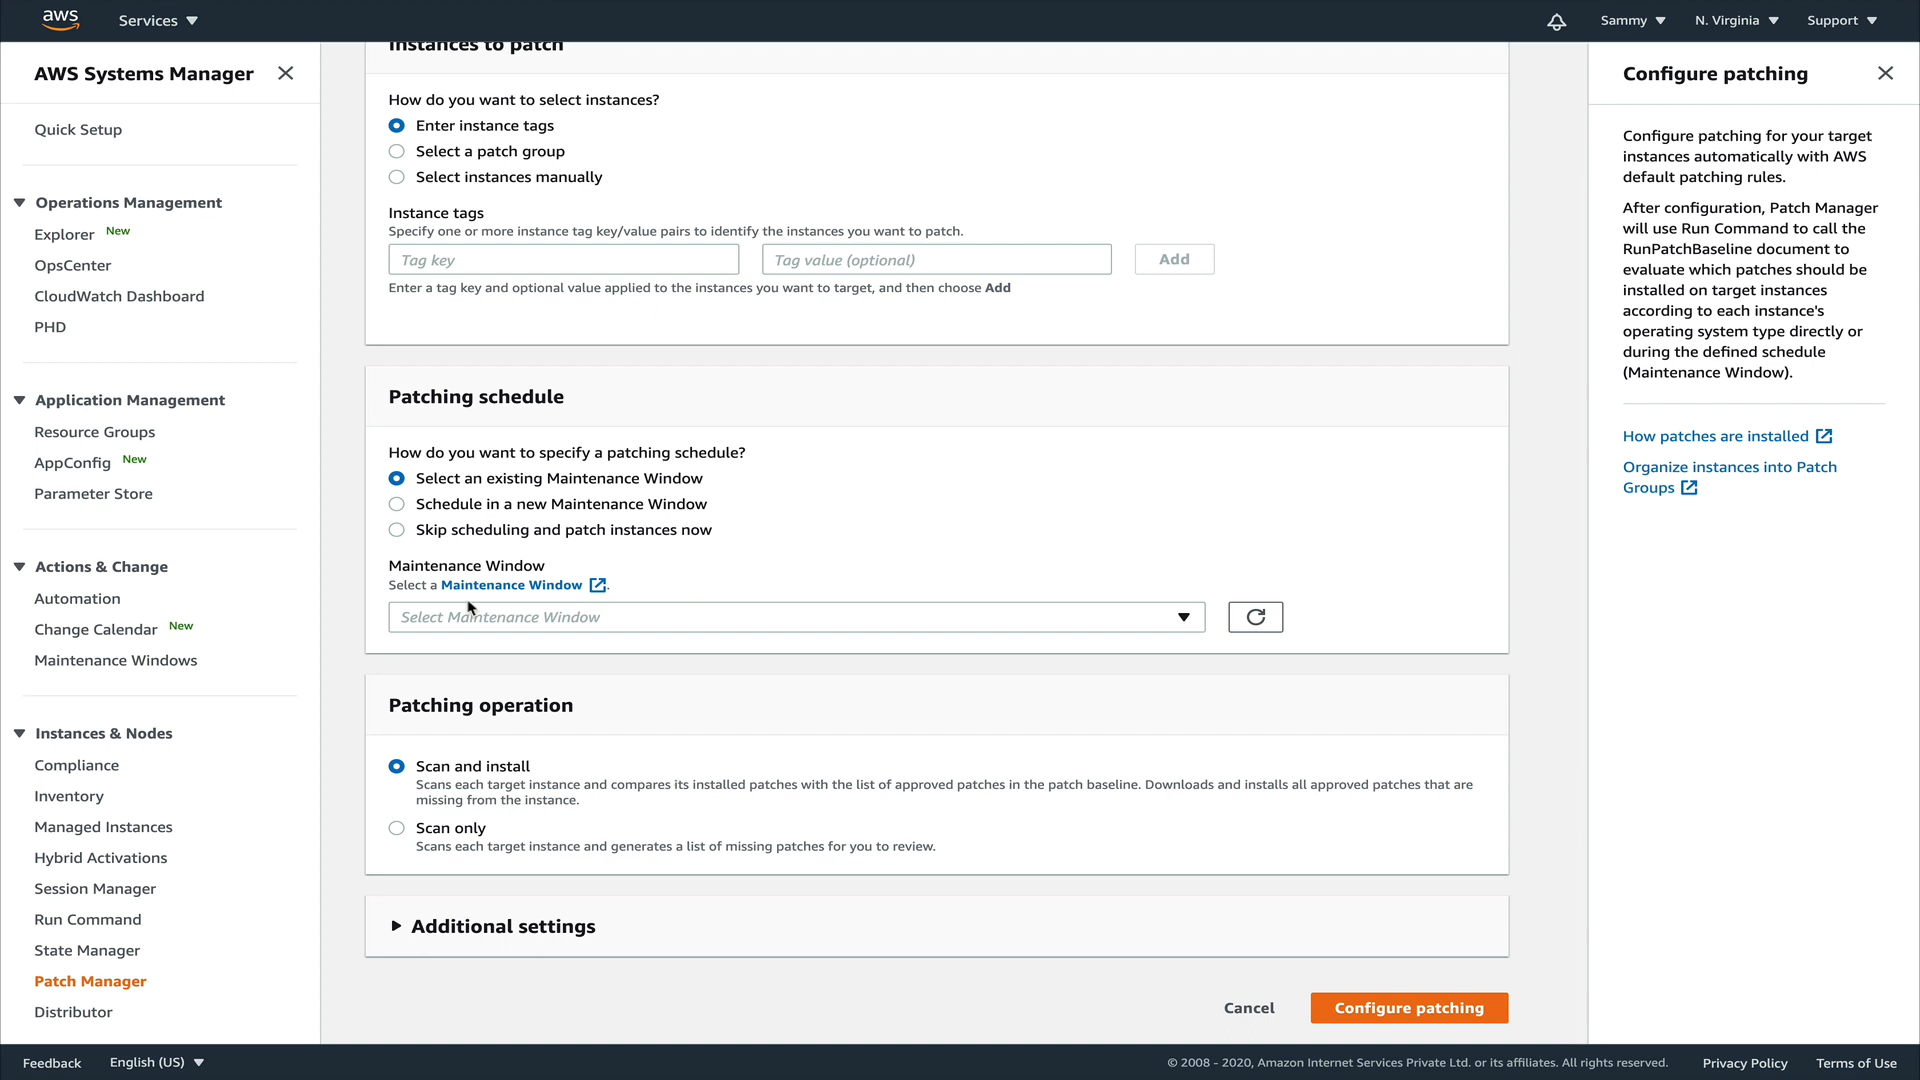 aws
Services
Sammy
N. Virginia
Support
AWS Systems Manager
Quick Setup
Operations Management
Explorer New
OpsCenter
CloudWatch Dashboard
PHD
Application Management
Resource Groups
AppConfig New
Parameter Store
Actions & Change
Automation
Change Calendar New
Maintenance Windows
Instances & Nodes
Compliance
Inventory
Managed Instances
Hybrid Activations
Session Manager
Run Command
State Manager
Patch Manager
Distributor
Instances to patch
How do you want to select instances?
Enter instance tags
Select a patch group
Select instances manually
Instance tags
Specify one or more instance tag key/value pairs to identify the instances you want to patch.
Tag key
Tag value (optional)
Add
Enter a tag key and optional value applied to the instances you want to target, and then choose Add
Patching schedule
How do you want to specify a patching schedule?
Select an existing Maintenance Window
Schedule in a new Maintenance Window
Skip scheduling and patch instances now
Maintenance Window
Select a Maintenance Window .
Select Maintenance Window
Patching operation
Scan and install
Scans each target instance and compares its installed patches with the list of approved patches in the patch baseline. Downloads and installs all approved patches that are
missing from the instance.
Scan only
Scans each target instance and generates a list of missing patches for you to review.
Additional settings
Cancel
Configure patching
Configure patching
Configure patching for your target
instances automatically with AWS
default patching rules.
After configuration, Patch Manager
will use Run Command to call the
RunPatchBaseline document to
evaluate which patches should be
installed on target instances
according to each instance's
operating system type directly or
during the defined schedule
(Maintenance Window).
How patches are installed
Organize instances into Patch
Groups
Feedback
English (US)
© 2008 - 2020, Amazon Internet Services Private Ltd. or its affiliates. All rights reserved.
Privacy Policy
Terms of Use